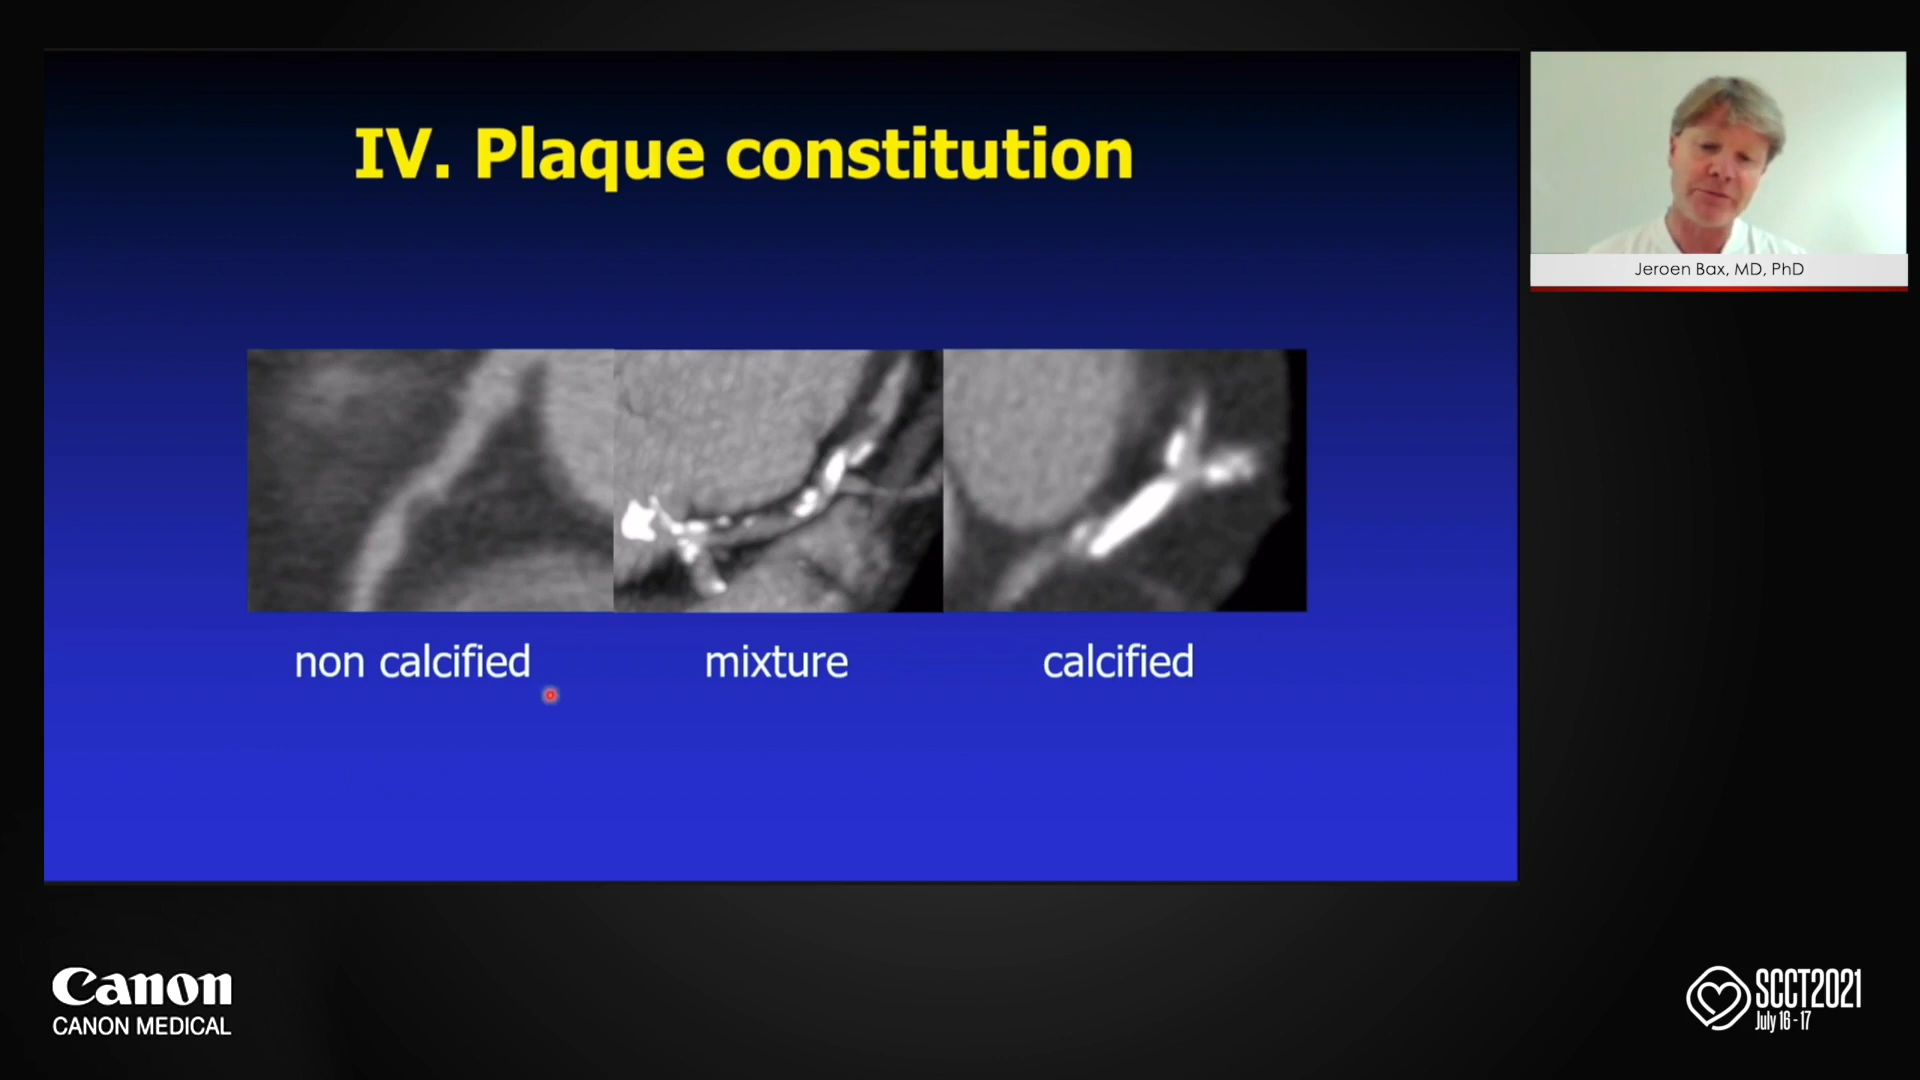 IV. Plaque constitution
Jeroen Bax, MD, PhD
non calcified
mixture
calcified
Canon
CANON MEDICAL
SCCT2021
July 16 - 17